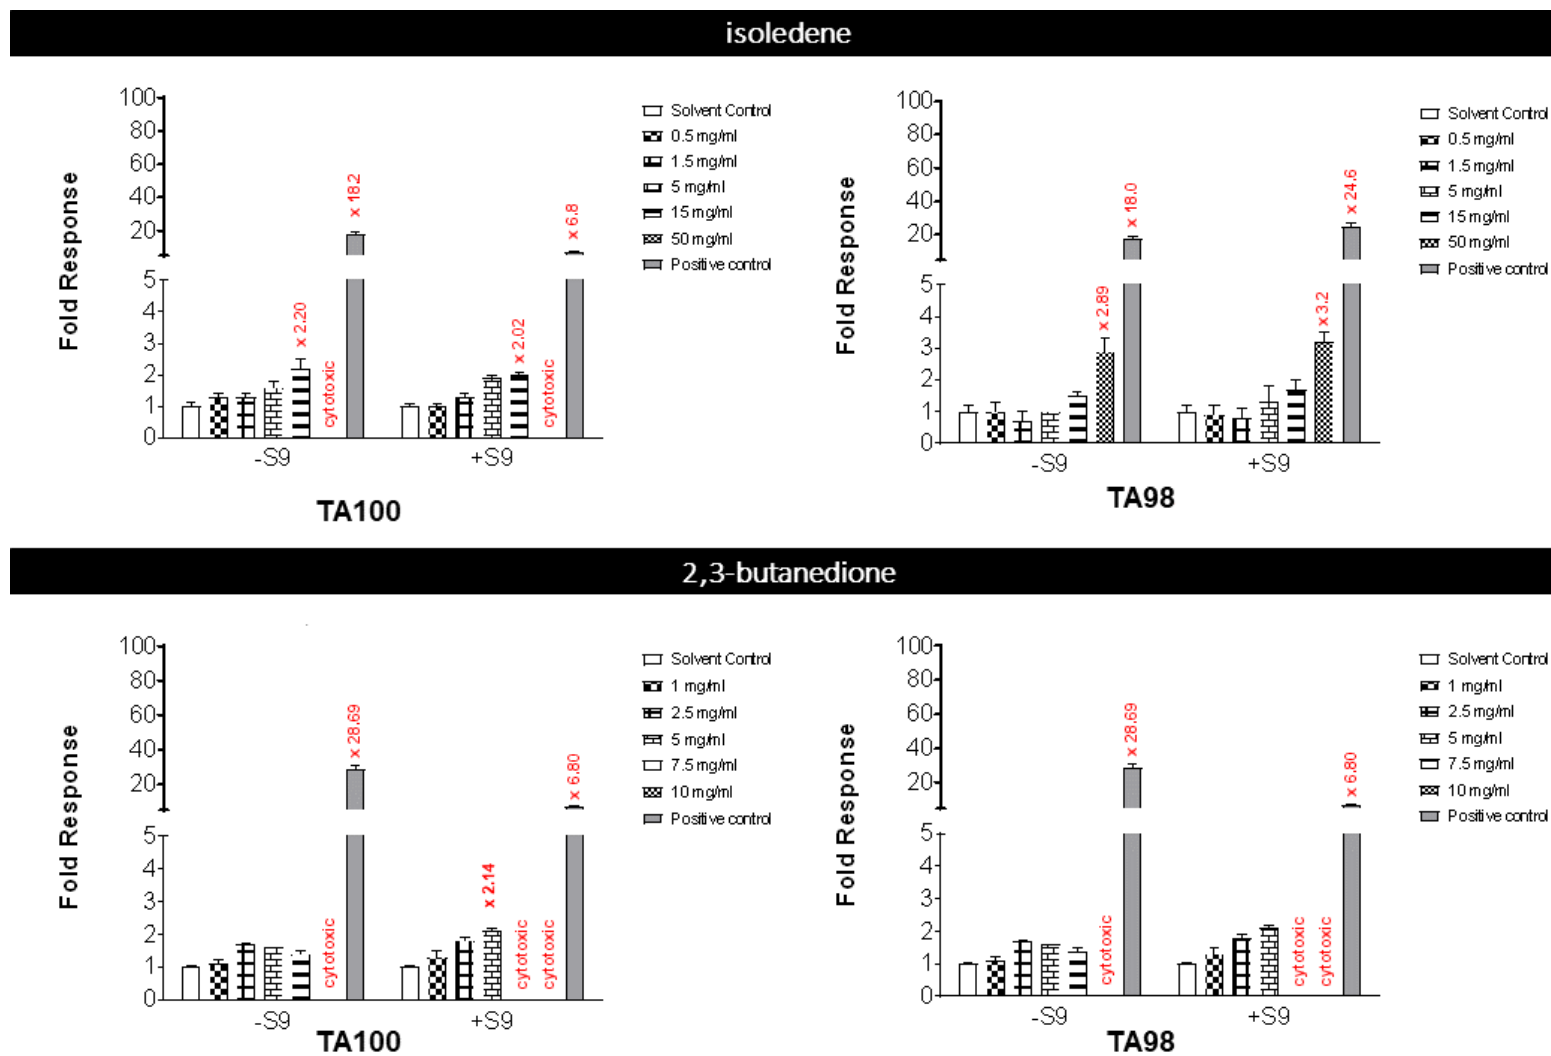 isoledene
100
80
60
40
20
5
4
3
2
1
0
Fold Response
x 2.20
cytotoxic
x 18.2
x 2.02
cytotoxic
x 6.8
-S9
+S9
TA100
Solvent Control
0.5 mg/ml
1.5 mg/ml
5 mg/ml
15 mg/ml
50 mg/ml
Positive control
100
80
60
40
20
5
4
3
2
1
0
Fold Response
x 2.89
x 18.0
x 3.2
x 24.6
-S9
+S9
TA98
Solvent Control
0.5 mg/ml
1.5 mg/ml
5 mg/ml
15 mg/ml
50 mg/ml
Positive control
2,3-butanedione
100
80
60
40
20
5
4
3
2
1
0
Fold Response
cytotoxic
x 28.69
x 2.14
cytotoxic
cytotoxic
x 6.80
-S9
+S9
TA100
Solvent Control
1 mg/ml
2.5 mg/ml
5 mg/ml
7.5 mg/ml
10 mg/ml
Positive control
100
80
60
40
20
5
4
3
2
1
0
Fold Response
cytotoxic
x 28.69
cytotoxic
cytotoxic
x 6.80
-S9
+S9
TA98
Solvent Control
1 mg/ml
2.5 mg/ml
5 mg/ml
7.5 mg/ml
10 mg/ml
Positive control